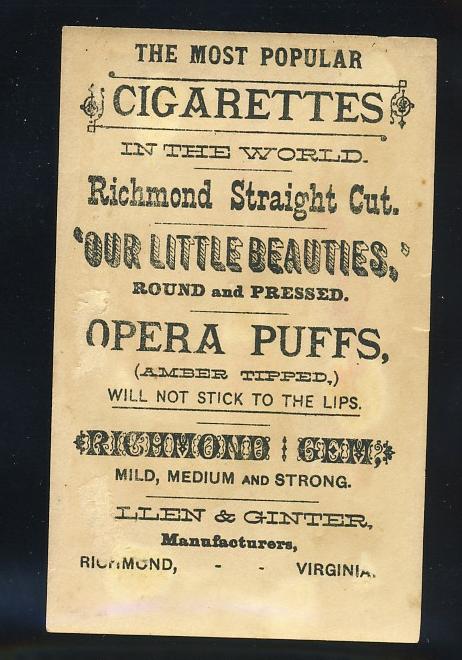 THE MOST POPULAR
CIGARETTES
IN THE WORLD.
Richmond Straight Cut.
"OUR LITTLE BEAUTIES,"
ROUND and PRESSED.
OPERA PUFFS,
(AMBER TIPPED,)
WILL NOT STICK TO THE LIPS.
RICHMOND GEM,
MILD, MEDIUM AND STRONG.
LLEN & GINTER,
Manufacturers,
RICHMOND, - - VIRGINIA.